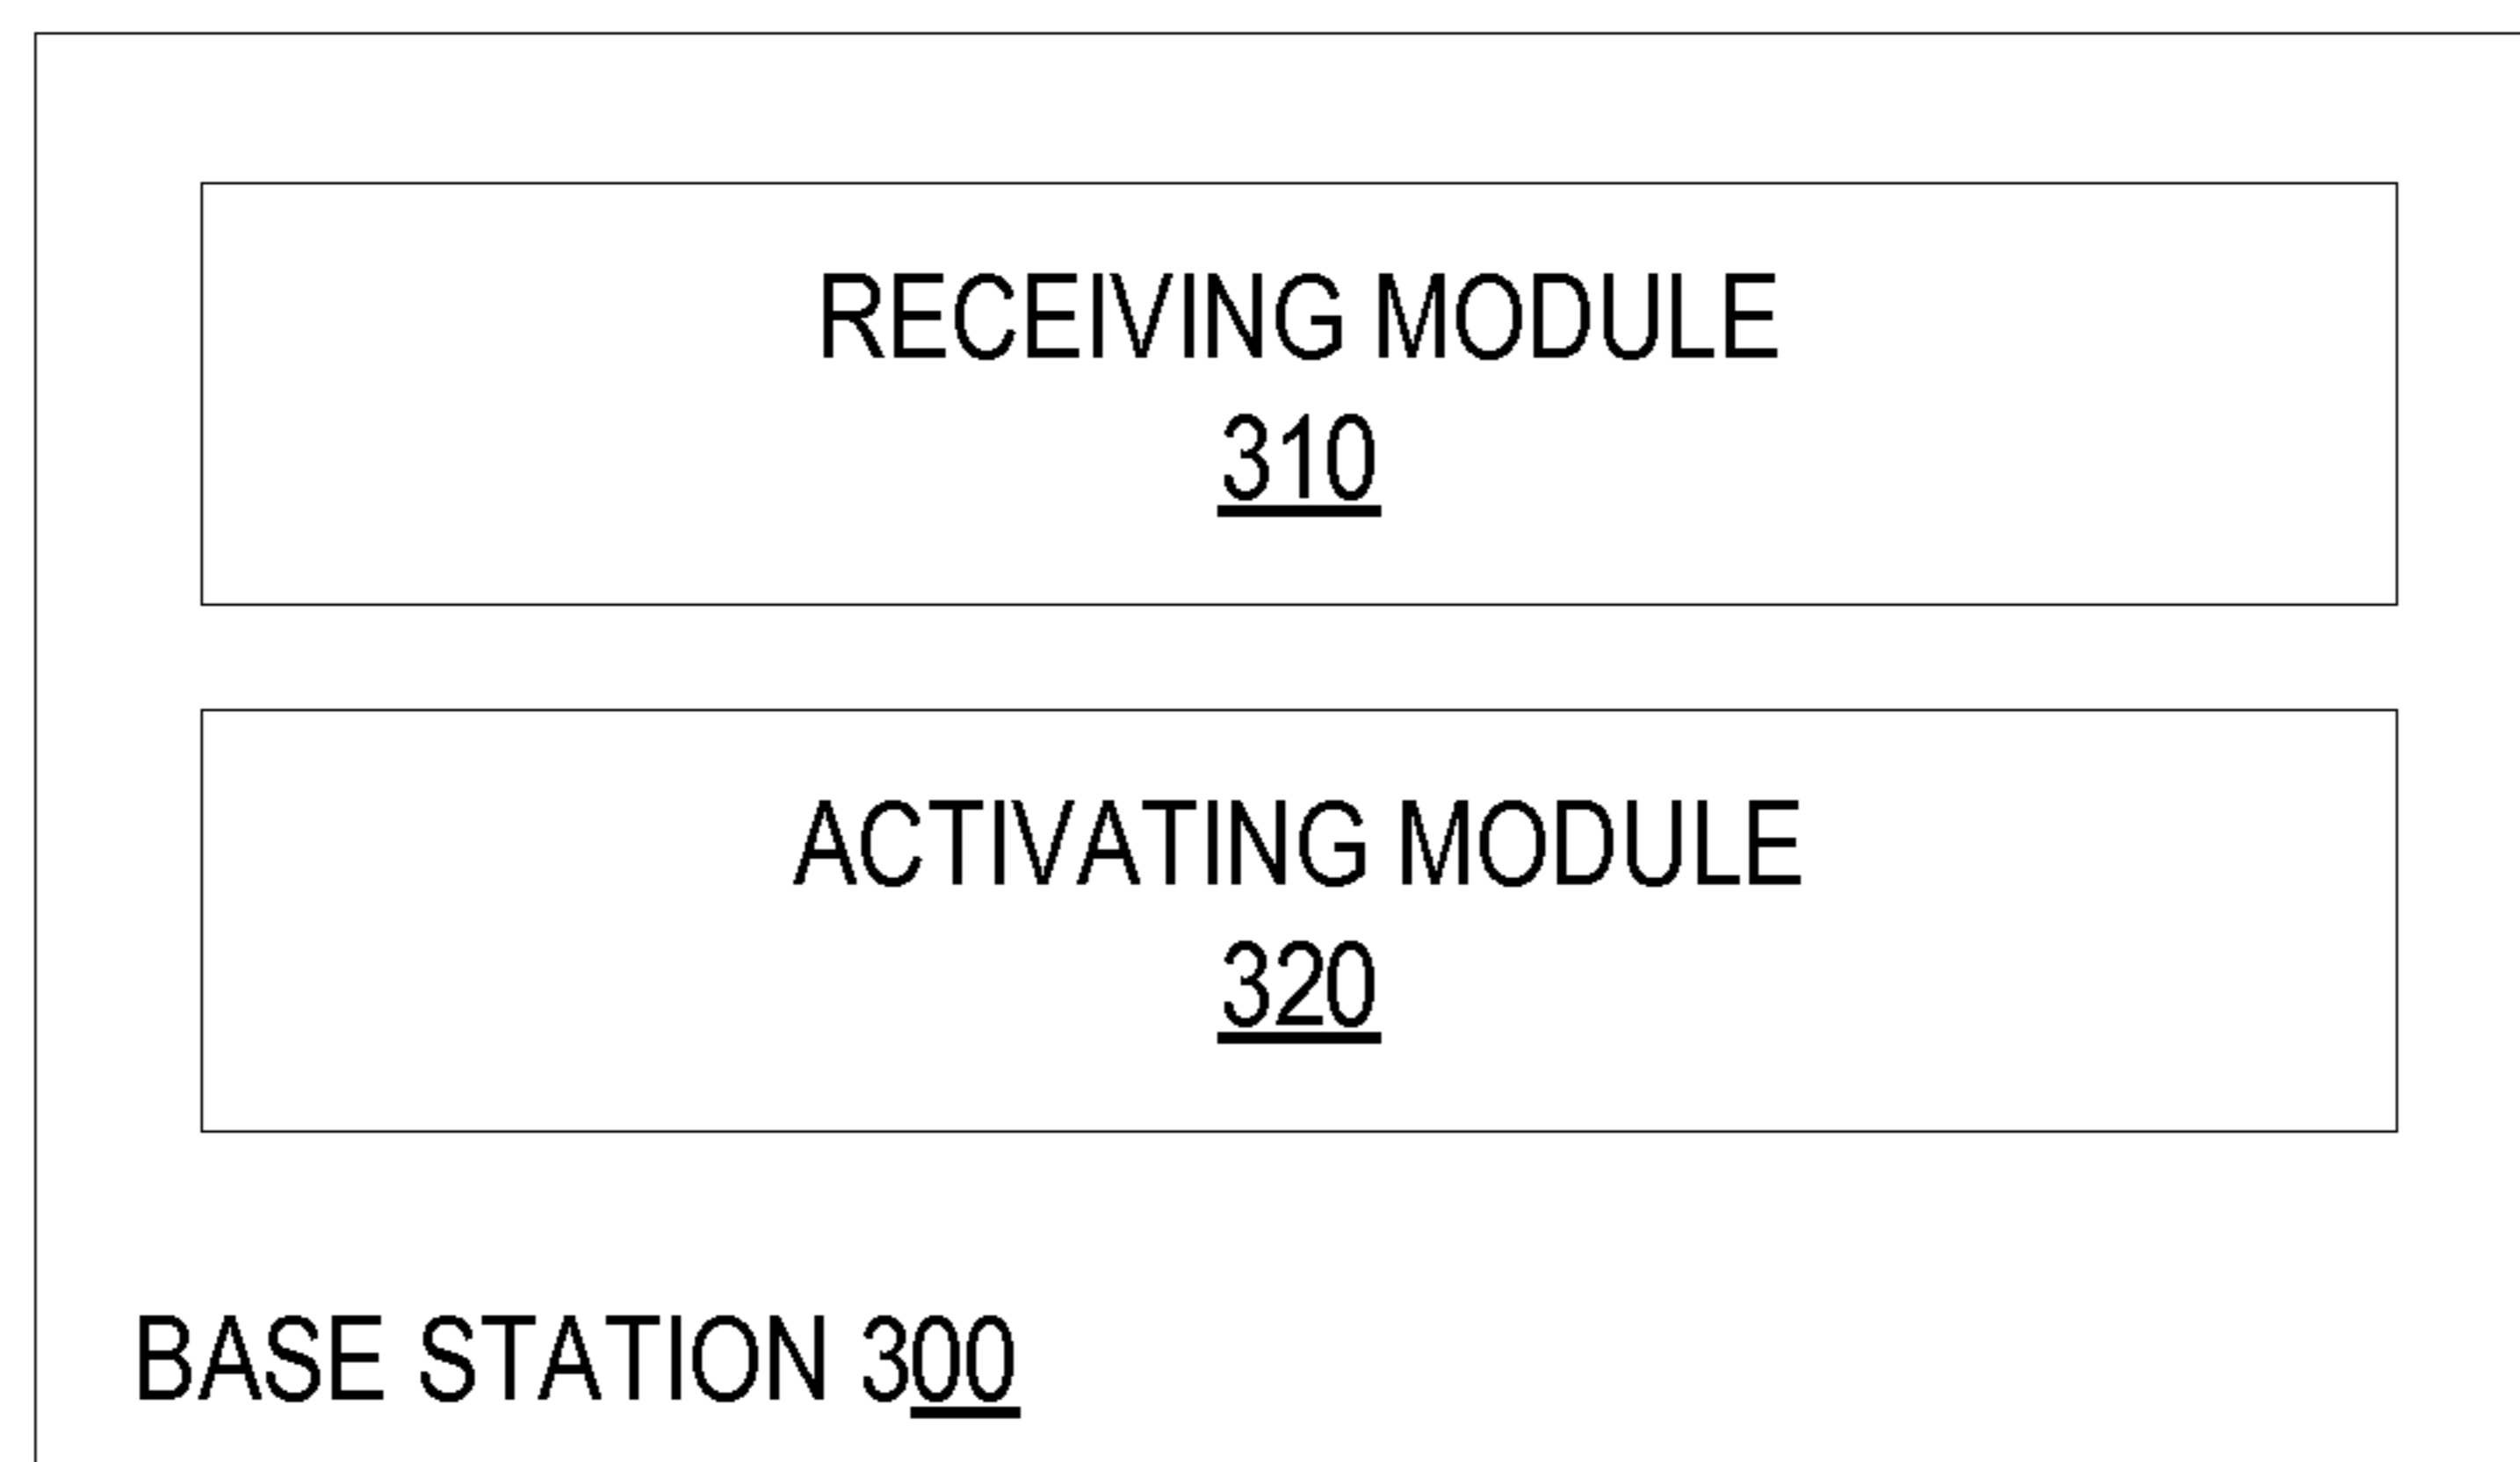 RECEIVING MODULE
310
ACTIVATING MODULE
320
BASE STATION 300